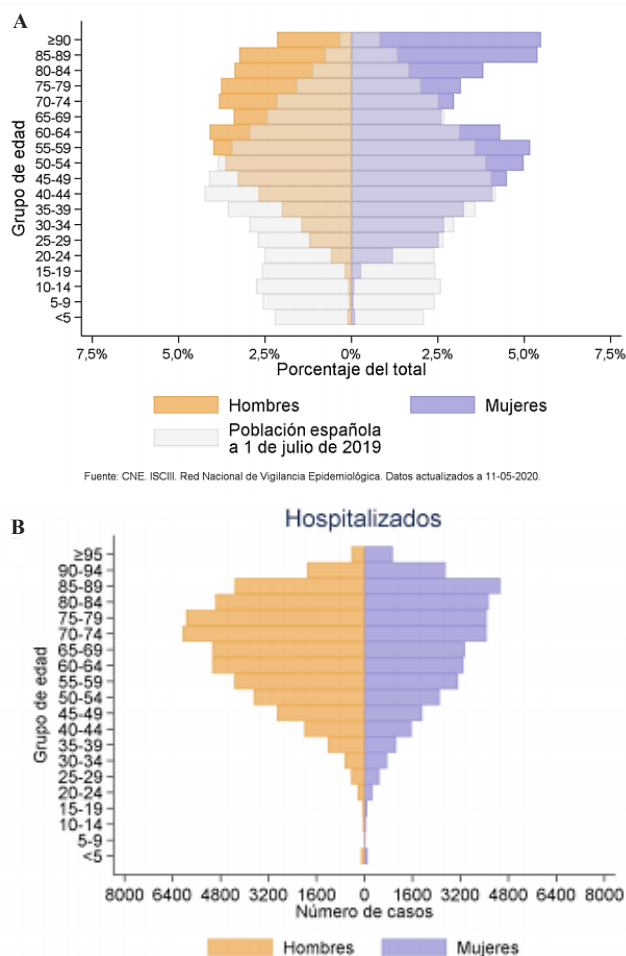 A
Grupo de edad
≥90
85-89
80-84
75-79
70-74
65-69
60-64
55-59
50-54
45-49
40-44
35-39
30-34
25-29
20-24
15-19
10-14
5-9
<5
7,5% 5,0% 2,5% 0% 2,5% 5,0% 7,5%
Porcentaje del total
Hombres Mujeres
Población española
a 1 de julio de 2019
Fuente: CNE. ISCIII. Red Nacional de Vigilancia Epidemiológica. Datos actualizados a 11-05-2020.
B
Hospitalizados
Grupo de edad
≥95
90-94
85-89
80-84
75-79
70-74
65-69
60-64
55-59
50-54
45-49
40-44
35-39
30-34
25-29
20-24
15-19
10-14
5-9
<5
8000 6400 4800 3200 1600 0 1600 3200 4800 6400 8000
Número de casos
Hombres Mujeres